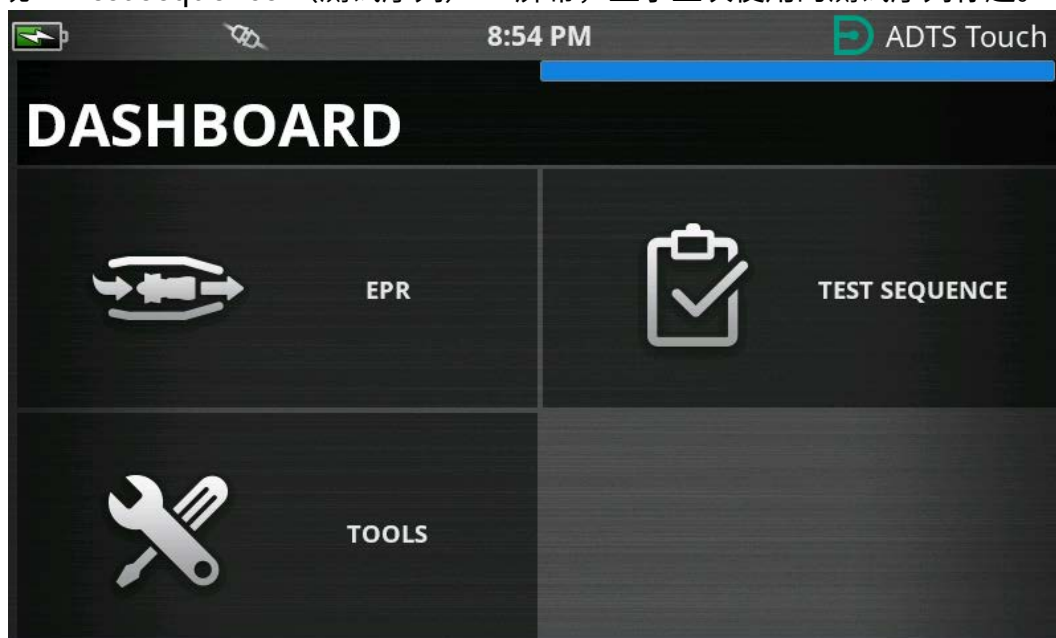 8:54 PM
ADTS Touch
DASHBOARD
EPR
TEST SEQUENCE
TOOLS